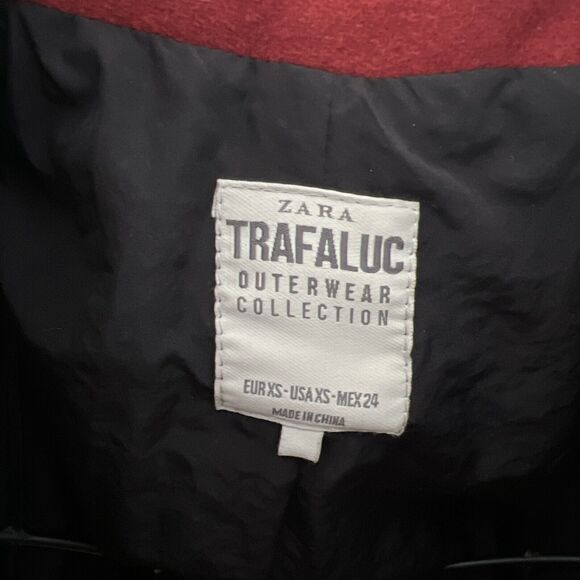 ZARA
TRAFALUC
OUTERWEAR
COLLECTION
EUR XS - USA XS - MEX 24
MADE IN CHINA